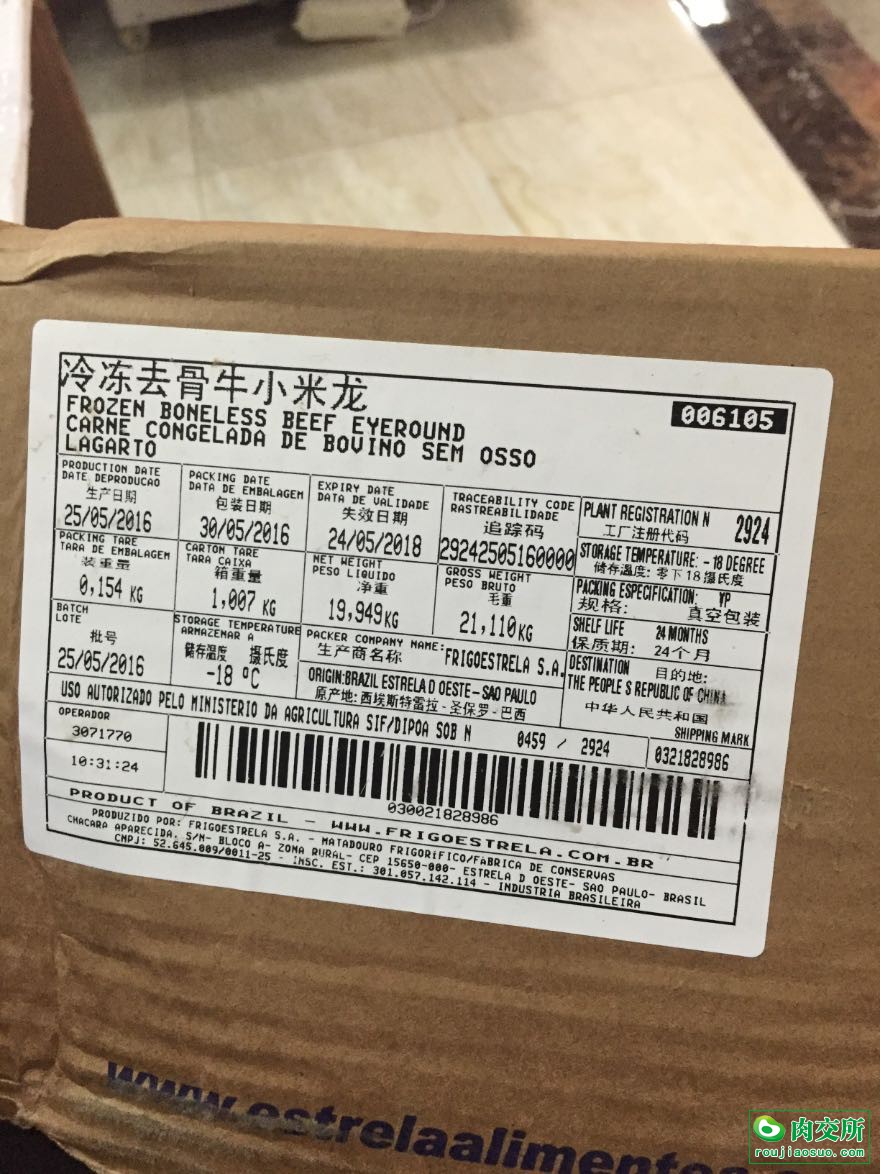 冷冻去骨牛小米龙
FROZEN BONELESS BEEF EYEROUND
CARNE CONGELADA DE BOVINO SEM OSSO
LAGARTO
006105
PRODUCTION DATE
DATE DEPRODUCAO
生产日期
25/05/2016
PACKING DATE
DATA DE EMBALAGEM
包装日期
30/05/2016
EXPIRY DATE
DATA DE VALIDADE
失效日期
24/05/2018
TRACEABILITY CODE
RASTREABILIDADE
追踪码
29242505160000
PLANT REGISTRATION N
工厂注册代码
2924
PACKING TARE
TARA DE EMBALAGEM
装重量
0,154 KG
CARTON TARE
TARA CAIXA
箱重量
1,007 KG
NET WEIGHT
PESO LIQUIDO
净重
19,949KG
GROSS WEIGHT
PESO BRUTO
毛重
21,110KG
STORAGE TEMPERATURE: -18 DEGREE
储存温度: 零下18摄氏度
PACKING ESPECIFICATION: VP
规格: 真空包装
SHELF LIFE 24 MONTHS
保质期: 24个月
BATCH
LOTE
批号
25/05/2016
STORAGE TEMPERATURE
ARMAZEMAR A
储存温度 摄氏度
-18 ºC
PACKER COMPANY NAME:
生产商名称
FRIGOESTRELA S.A.
ORIGIN:BRAZIL ESTRELA D OESTE-SAO PAULO
原产地:西埃斯特雷拉-圣保罗-巴西
DESTINATION 目的地:
THE PEOPLE S REPUBLIC OF CHINA
中华人民共和国
USO AUTORIZADO PELO MINISTERIO DA AGRICULTURA SIF/DIPOA SOB N 0459 / 2924
SHIPPING MARK
0321828986
OPERADOR
3071770
10:31:24
030021828986
PRODUCT OF BRAZIL - WWW.FRIGOESTRELA.COM.BR
PRODUZIDO POR: FRIGOESTRELA S.A. - MATADOURO FRIGORíFICO/FáBRICA DE CONSERVAS
CHACARA APARECIDA. S/N- BLOCO A- ZONA RURAL- CEP 15650-000- ESTRELA D OESTE- SAO PAULO- BRASIL
CNPJ: 52.645.009/0011-25 - INSC. EST.: 301.057.142.114 - INDUSTRIA BRASILEIRA
www.estrelaalimento
肉交所
roujiaosuo.com